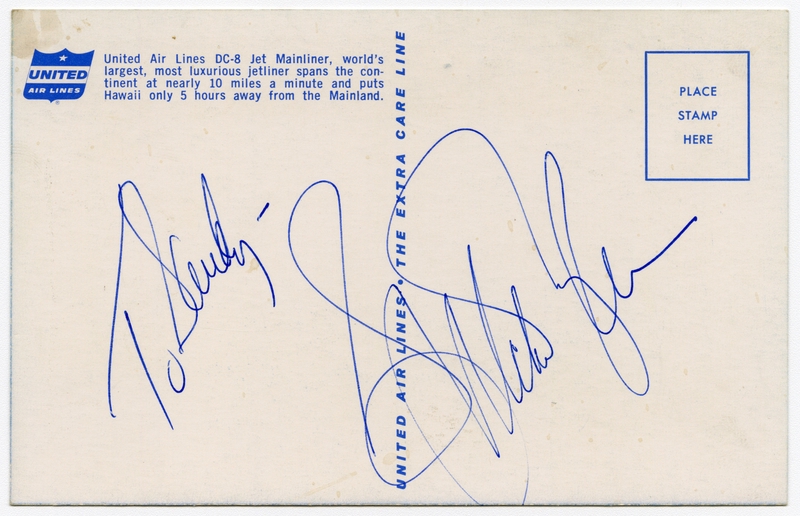 UNITED
AIR LINES
United Air Lines DC-8 Jet Mainliner, world's
largest, most luxurious jetliner spans the con-
tinent at nearly 10 miles a minute and puts
Hawaii only 5 hours away from the Mainland.
UNITED AIR LINES • THE EXTRA CARE LINE
PLACE
STAMP
HERE
To